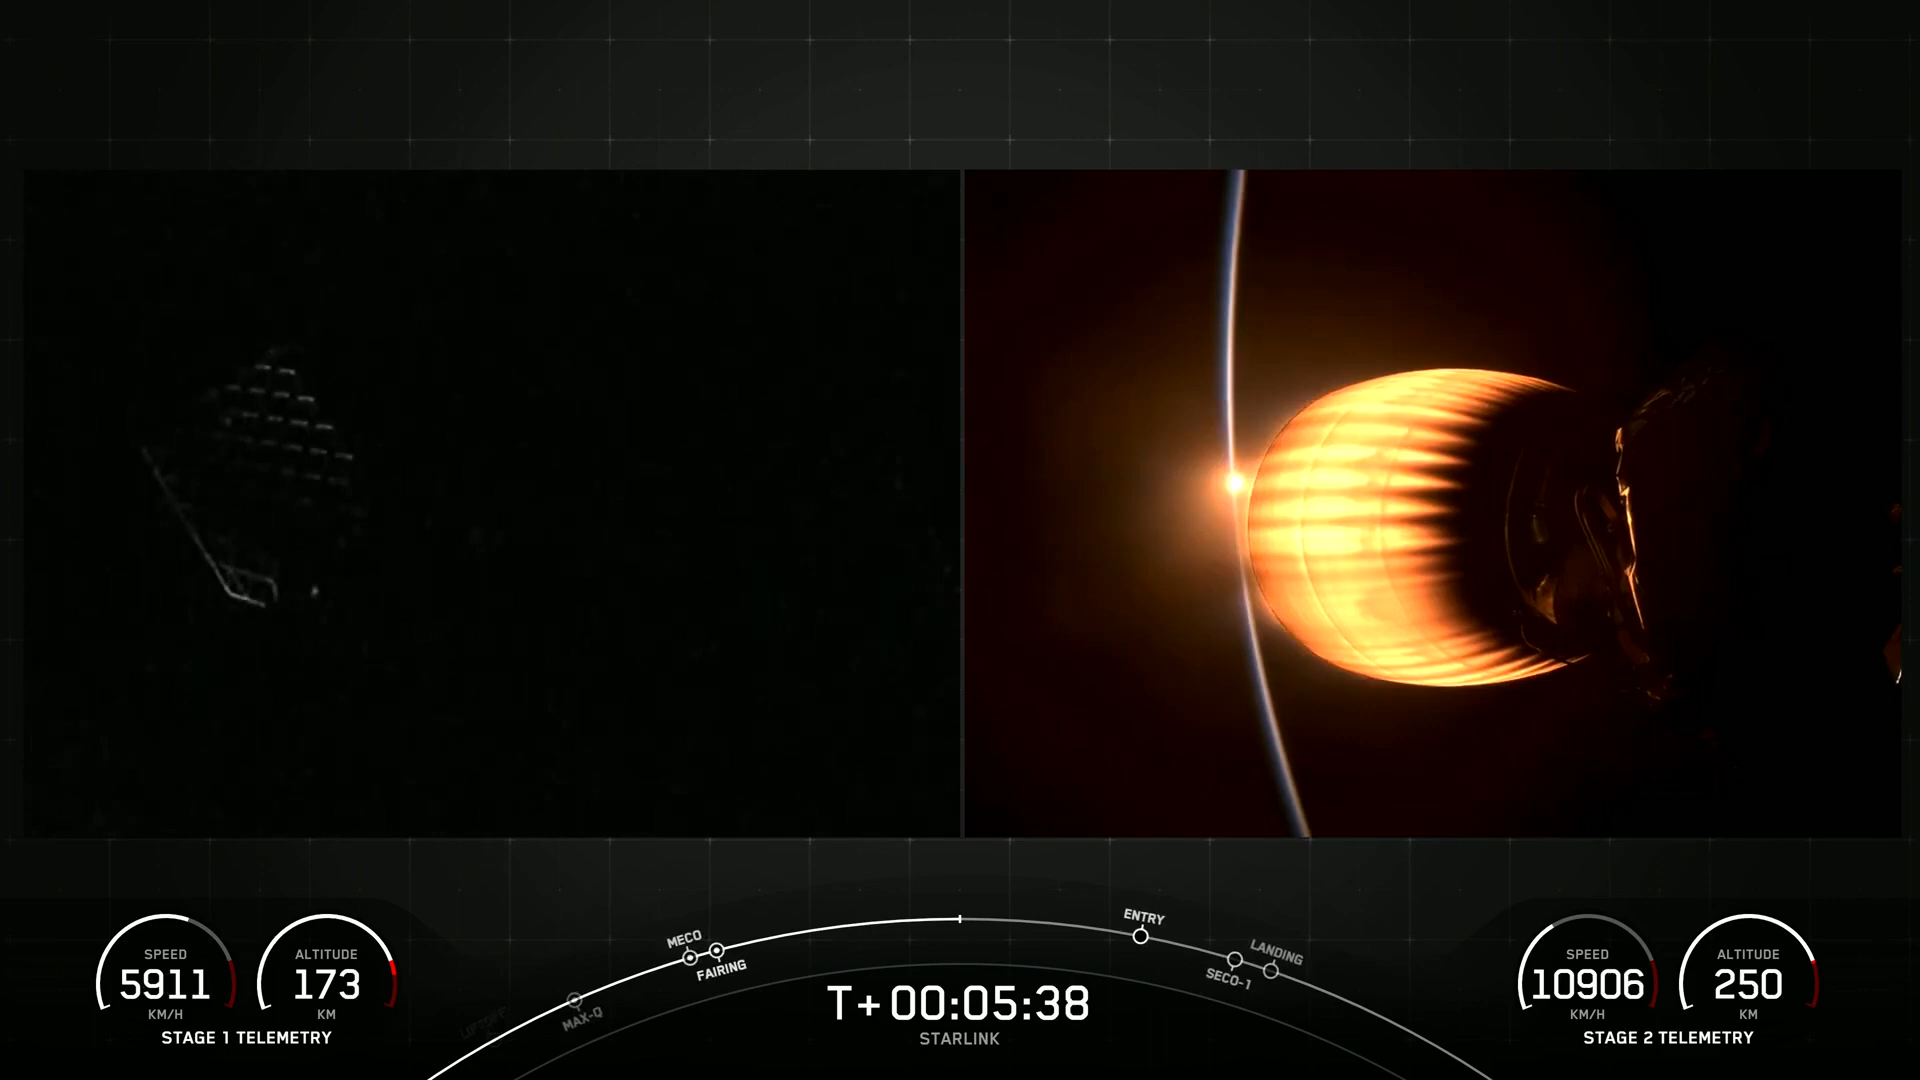 MECO
FAIRING
LIFTOFF
MAX-Q
ENTRY
LANDING
SECO-1
SPEED
5911
KM/H
ALTITUDE
173
KM
STAGE 1 TELEMETRY
T+00:05:38
STARLINK
SPEED
10906
KM/H
ALTITUDE
250
KM
STAGE 2 TELEMETRY